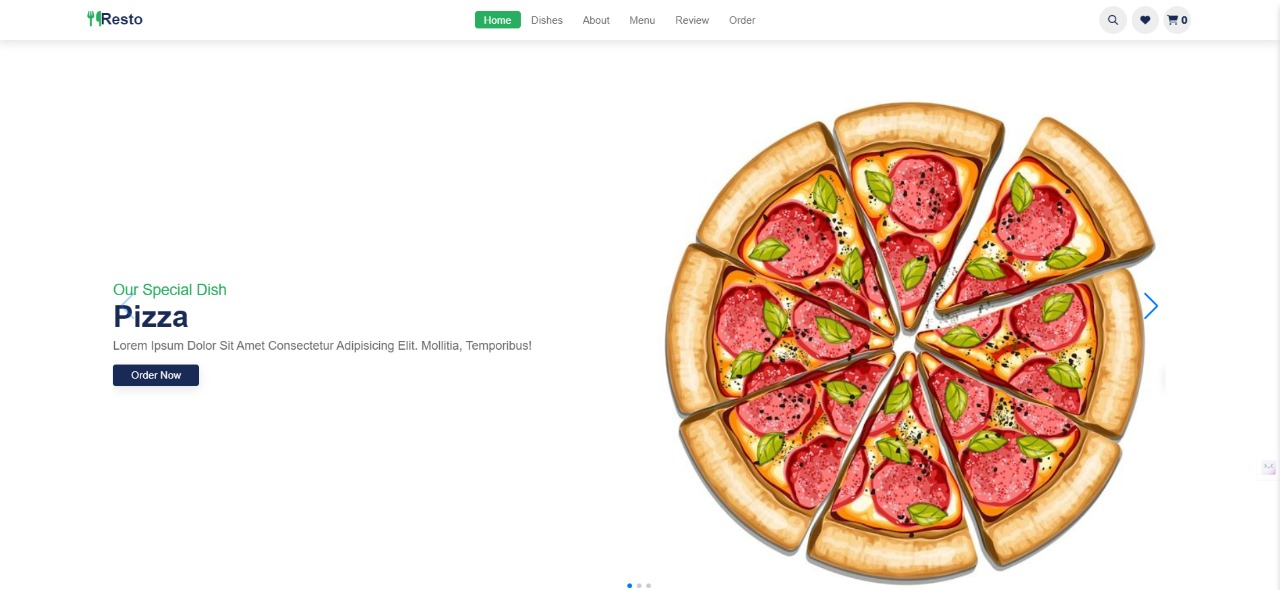 Resto
Home Dishes About Menu Review Order
0
Our Special Dish
Pizza
Lorem Ipsum Dolor Sit Amet Consectetur Adipisicing Elit. Mollitia, Temporibus!
Order Now